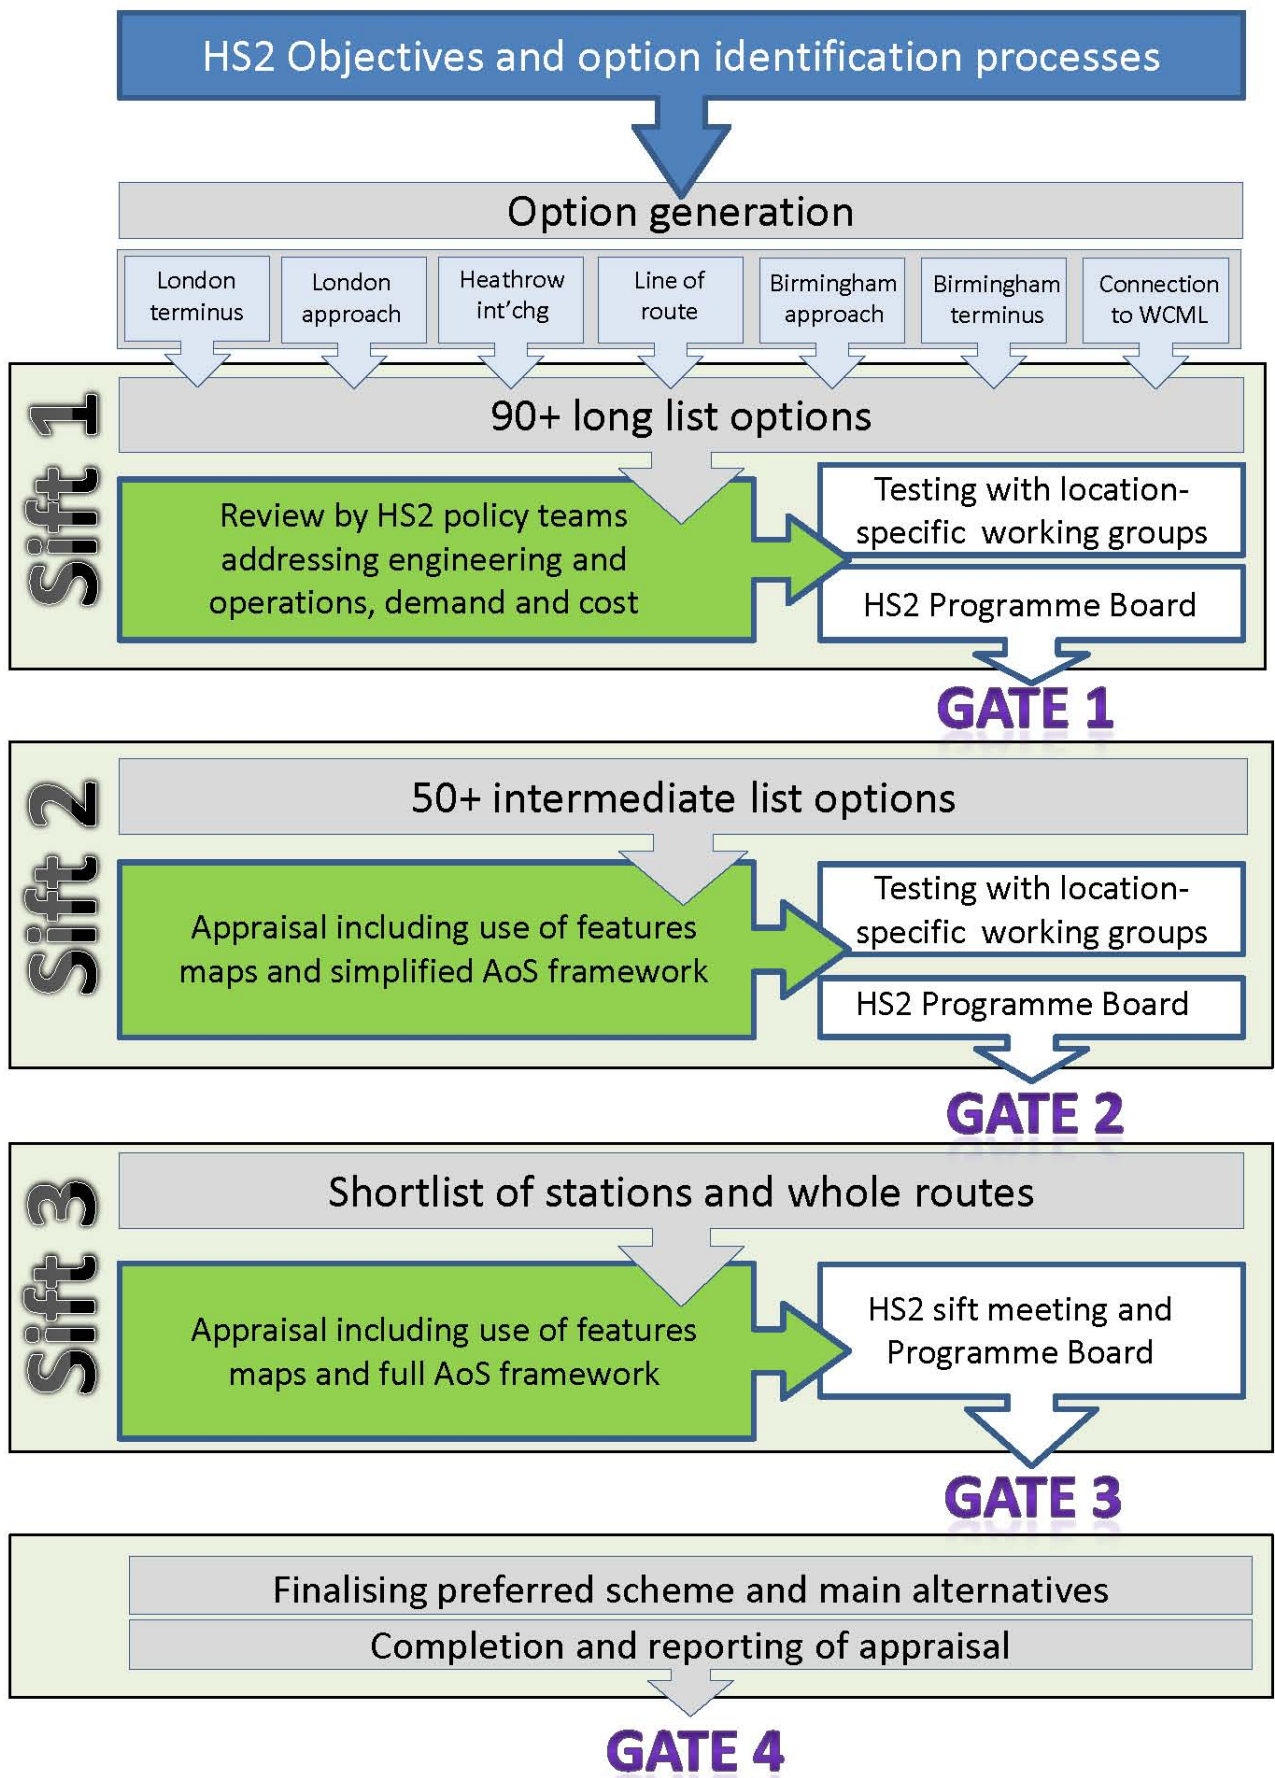 HS2 Objectives and option identification processes
Option generation
London
terminus
London
approach
Heathrow
int'chg
Line of
route
Birmingham
approach
Birmingham
terminus
Connection
to WCML
Sift 1
90+ long list options
Review by HS2 policy teams
addressing engineering and
operations, demand and cost
Testing with location-
specific working groups
HS2 Programme Board
GATE 1
Sift 2
50+ intermediate list options
Appraisal including use of features
maps and simplified AoS framework
Testing with location-
specific working groups
HS2 Programme Board
GATE 2
Sift 3
Shortlist of stations and whole routes
Appraisal including use of features
maps and full AoS framework
HS2 sift meeting and
Programme Board
GATE 3
Finalising preferred scheme and main alternatives
Completion and reporting of appraisal
GATE 4